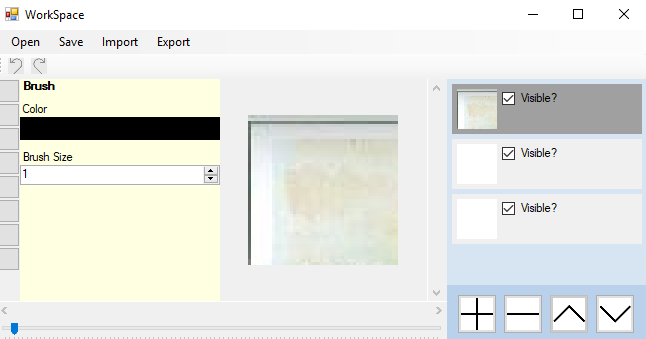 WorkSpace
Open Save Import Export
Brush
Color
Brush Size
1
Visible?
Visible?
Visible?